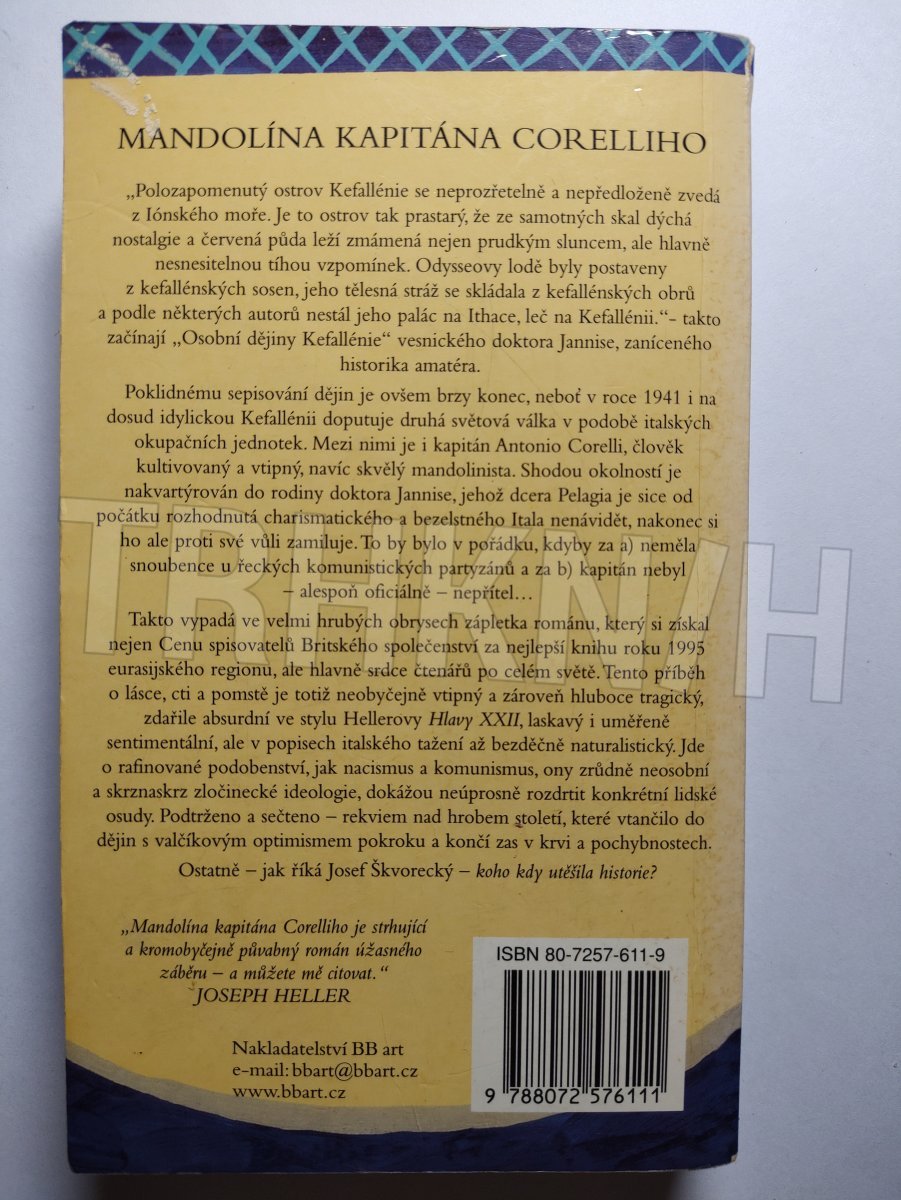 MANDOLÍNA KAPITÁNA CORELLIHO
„Polozapomenutý ostrov Kefallénie se neprozřetelně a nepředloženě zvedá
z Iónského moře. Je to ostrov tak prastarý, že ze samotných skal dýchá
nostalgie a červená půda leží zmámená nejen prudkým sluncem, ale hlavně
nesnesitelnou tíhou vzpomínek. Odysseovy lodě byly postaveny
z kefallénských sosen, jeho tělesná stráž se skládala z kefallénských obrů
a podle některých autorů nestál jeho palác na Ithace, leč na Kefallénii.“- takto
začínají „Osobní dějiny Kefallénie“ vesnického doktora Jannise, zaníceného
historika amatéra.
Poklidnému sepisování dějin je ovšem brzy konec, neboť v roce 1941 i na
dosud idylickou Kefallénii doputuje druhá světová válka v podobě italských
okupačních jednotek. Mezi nimi je i kapitán Antonio Corelli, člověk
kultivovaný a vtipný, navíc skvělý mandolinista. Shodou okolností je
nakvartýrován do rodiny doktora Jannise, jehož dcera Pelagia je sice od
počátku rozhodnutá charismatického a bezelstného Itala nenávidět, nakonec si
ho ale proti své vůli zamiluje. To by bylo v pořádku, kdyby za a) neměla
snoubence u řeckých komunistických partyzánů a za b) kapitán nebyl
– alespoň oficiálně – nepřítel…
Takto vypadá ve velmi hrubých obrysech zápletka románu, který si získal
nejen Cenu spisovatelů Britského společenství za nejlepší knihu roku 1995
eurasijského regionu, ale hlavně srdce čtenářů po celém světě. Tento příběh
o lásce, cti a pomstě je totiž neobyčejně vtipný a zároveň hluboce tragický,
zdařile absurdní ve stylu Hellerovy Hlavy XXII, laskavý i uměřeně
sentimentální, ale v popisech italského tažení až bezděčně naturalistický. Jde
o rafinované podobenství, jak nacismus a komunismus, ony zrůdně neosobní
a skrznaskrz zločinecké ideologie, dokážou neúprosně rozdrtit konkrétní lidské
osudy. Podtrženo a sečteno – rekviem nad hrobem století, které vtančilo do
dějin s valčíkovým optimismem pokroku a končí zas v krvi a pochybnostech.
Ostatně – jak říká Josef Škvorecký – koho kdy utěšila historie?
„Mandolína kapitána Corelliho je strhující
a kromobyčejně půvabný román úžasného
záběru – a můžete mě citovat.“
JOSEPH HELLER
Nakladatelství BB art
e-mail: bbart@bbart.cz
www.bbart.cz
ISBN 80-7257-611-9
9 788072 576111
TREKNIH